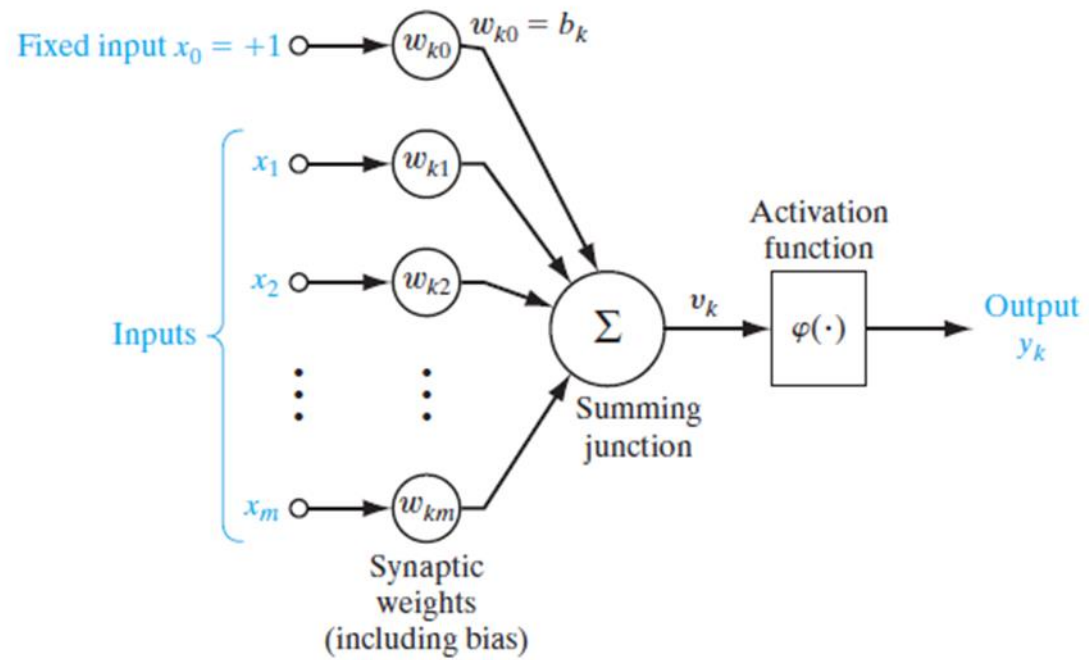 Fixed input x₀ = +1
w_k0
w_k0 = b_k
x₁
w_k1
x₂
w_k2
Inputs
x_m
w_km
Σ
Summing
junction
v_k
Activation
function
φ(·)
Output
y_k
Synaptic
weights
(including bias)